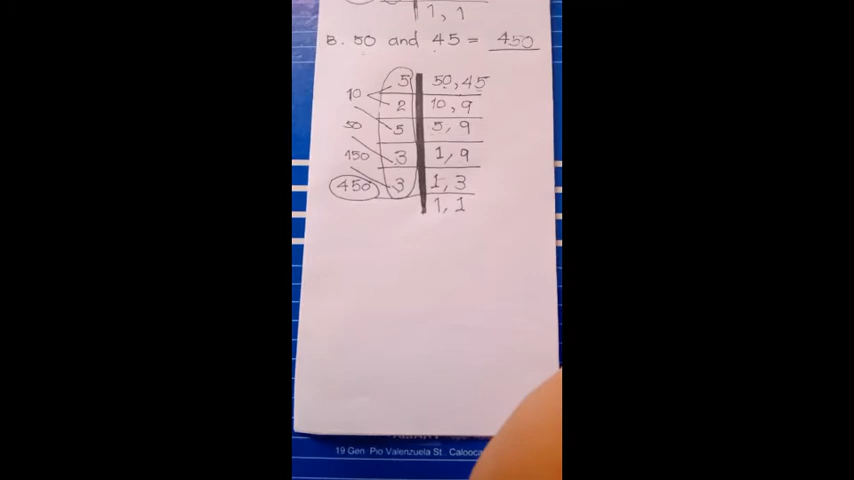 1, 1
B. 50 and 45 = 450
5 50, 45
10 2 10, 9
50 5 5, 9
150 3 1, 9
450 3 1, 3
1, 1
19 Gen Pio Valenzuela St. Calooca